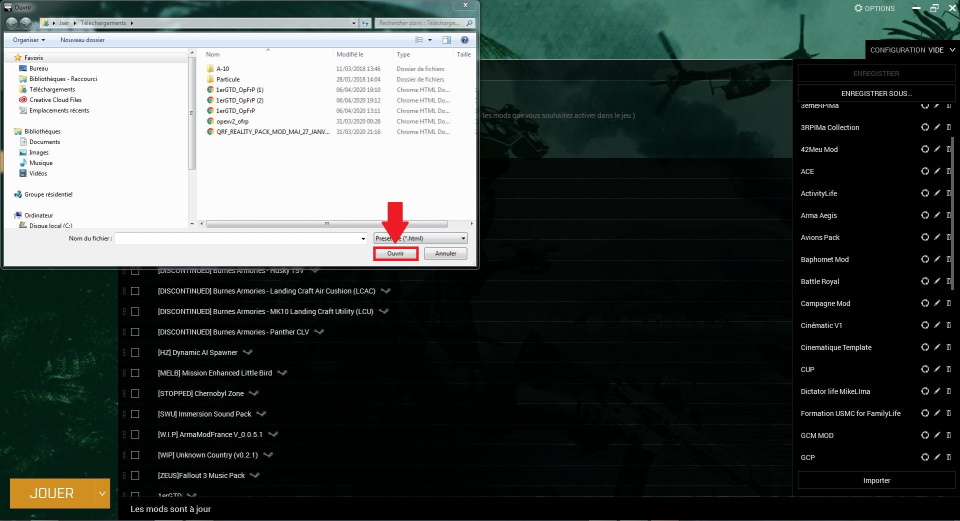 Ouvrir
OPTIONS
Jser ▸ Téléchargements ▸
Rechercher dans : Télécharge...
Organiser
Nouveau dossier
Favoris
Bureau
Bibliothèques - Raccourci
Téléchargements
Creative Cloud Files
Emplacements récents
Bibliothèques
Documents
Images
Musique
Vidéos
Groupe résidentiel
Ordinateur
Disque local (C:)
Nom
Modifié le
Type
Taille
A-10
11/03/2018 13:46
Dossier de fichiers
Particule
28/01/2018 14:04
Dossier de fichiers
1erGTD_OpFrP (1)
06/04/2020 19:10
Chrome HTML Do...
1erGTD_OpFrP (2)
06/04/2020 19:12
Chrome HTML Do...
1erGTD_OpFrP
06/04/2020 13:11
Chrome HTML Do...
opexv2_ofrp
31/03/2020 00:26
Chrome HTML Do...
QRF_REALITY_PACK_MOD_MAJ_27_JANV...
31/03/2020 21:16
Chrome HTML Do...
Nom du fichier :
(*.html)
Ouvrir
Annuler
les mods que vous souhaitez activer dans le jeu )
[DISCONTINUED] Burnes Armories - Husky TSV
[DISCONTINUED] Burnes Armories - Landing Craft Air Cushion (LCAC)
[DISCONTINUED] Burnes Armories - MK10 Landing Craft Utility (LCU)
[DISCONTINUED] Burnes Armories - Panther CLV
[HZ] Dynamic AI Spawner
[MELB] Mission Enhanced Little Bird
[STOPPED] Chernobyl Zone
[SWU] Immersion Sound Pack
[W.I.P] ArmaModFrance V_0.0.5.1
[WIP] Unknown Country (v0.2.1)
[ZEUS]Fallout 3 Music Pack
1erGTD
CONFIGURATION VIDE
ENREGISTRER
ENREGISTRER SOUS...
3RPIMa Collection
42Meu Mod
ACE
ActivityLife
Arma Aegis
Avions Pack
Baphomet Mod
Battle Royal
Campagne Mod
Cinématic V1
Cinematique Template
CUP
Dictator life MikeLIma
Formation USMC for FamilyLife
GCM MOD
GCP
Importer
JOUER
Les mods sont à jour